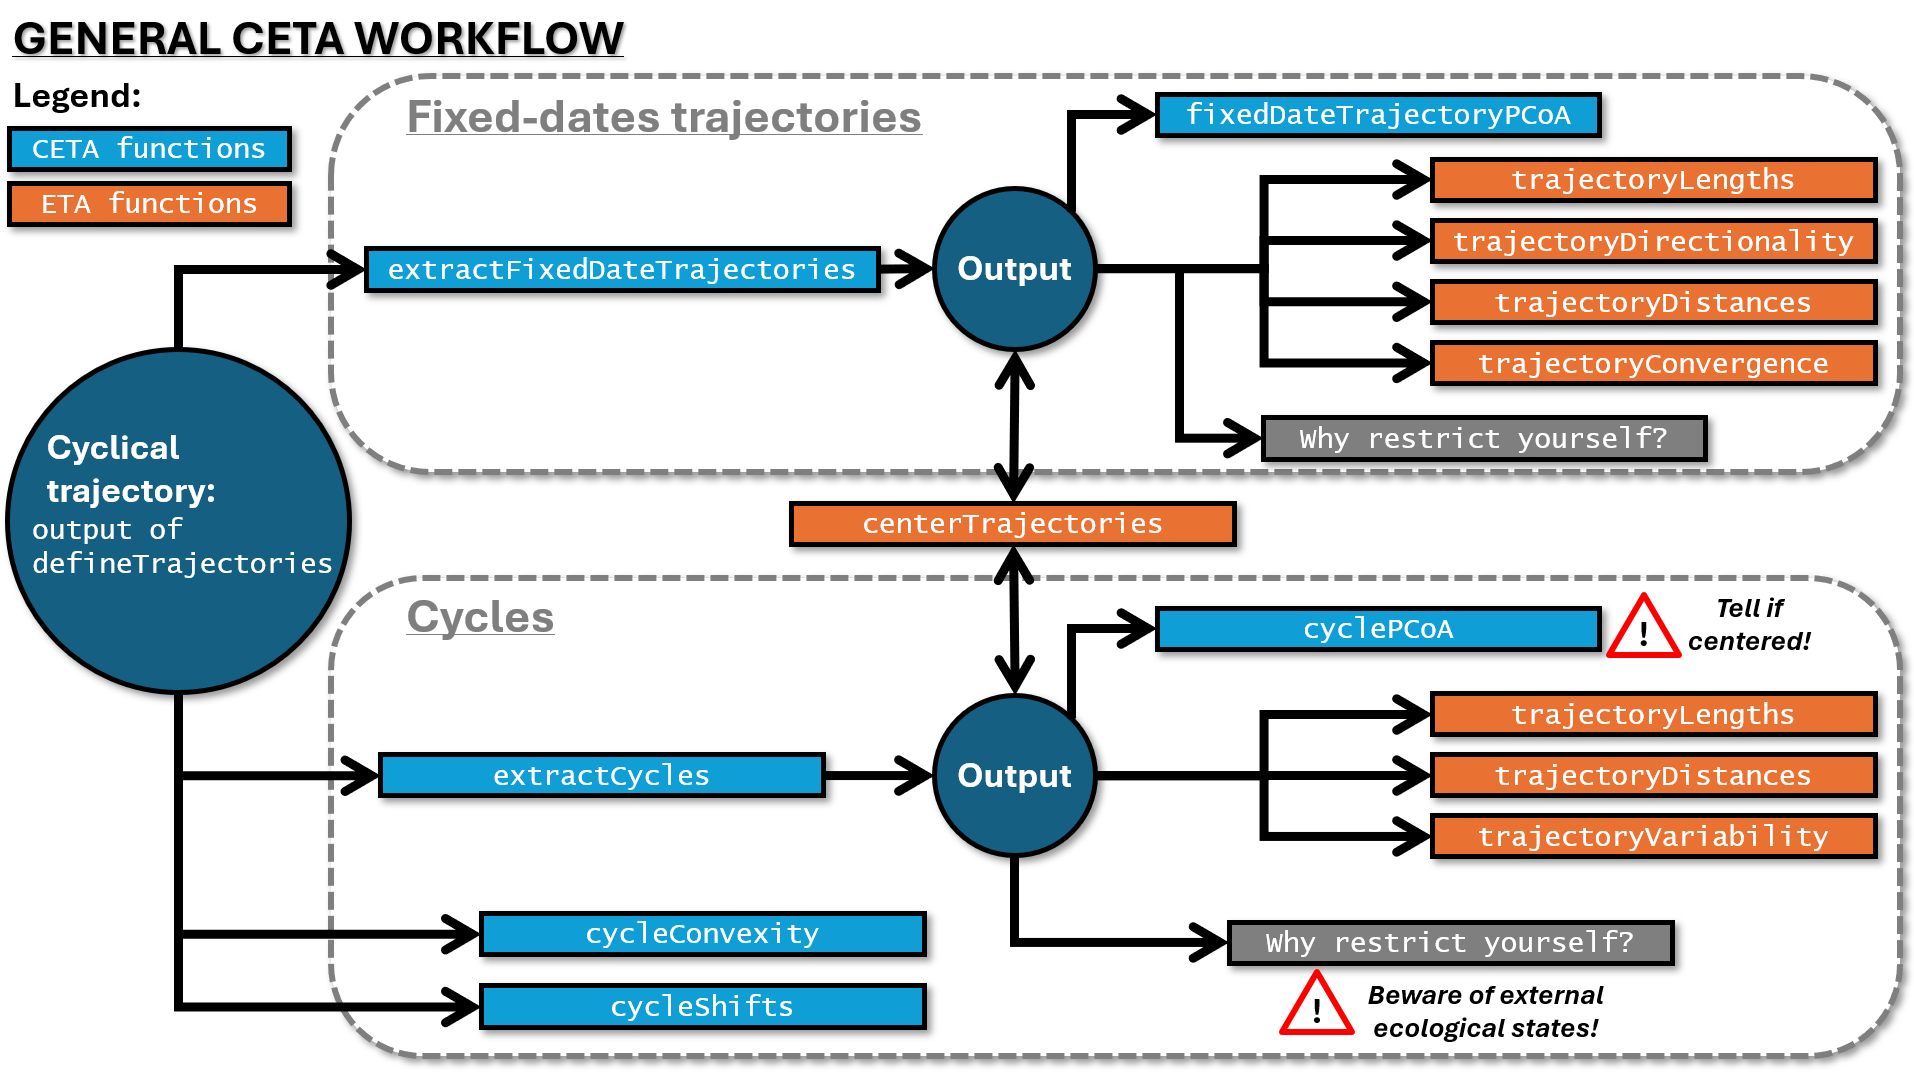 GENERAL CETA WORKFLOW
Legend:
CETA functions
ETA functions
Fixed-dates trajectories
fixedDateTrajectoryPCoA
trajectoryLengths
trajectoryDirectionality
extractFixedDateTrajectories
Output
trajectoryDistances
trajectoryConvergence
Why restrict yourself?
Cyclical
trajectory:
output of
defineTrajectories
centerTrajectories
Cycles
cyclePCoA
!
Tell if
centered!
trajectoryLengths
extractCycles
Output
trajectoryDistances
trajectoryVariability
cycleConvexity
Why restrict yourself?
cycleShifts
!
Beware of external
ecological states!